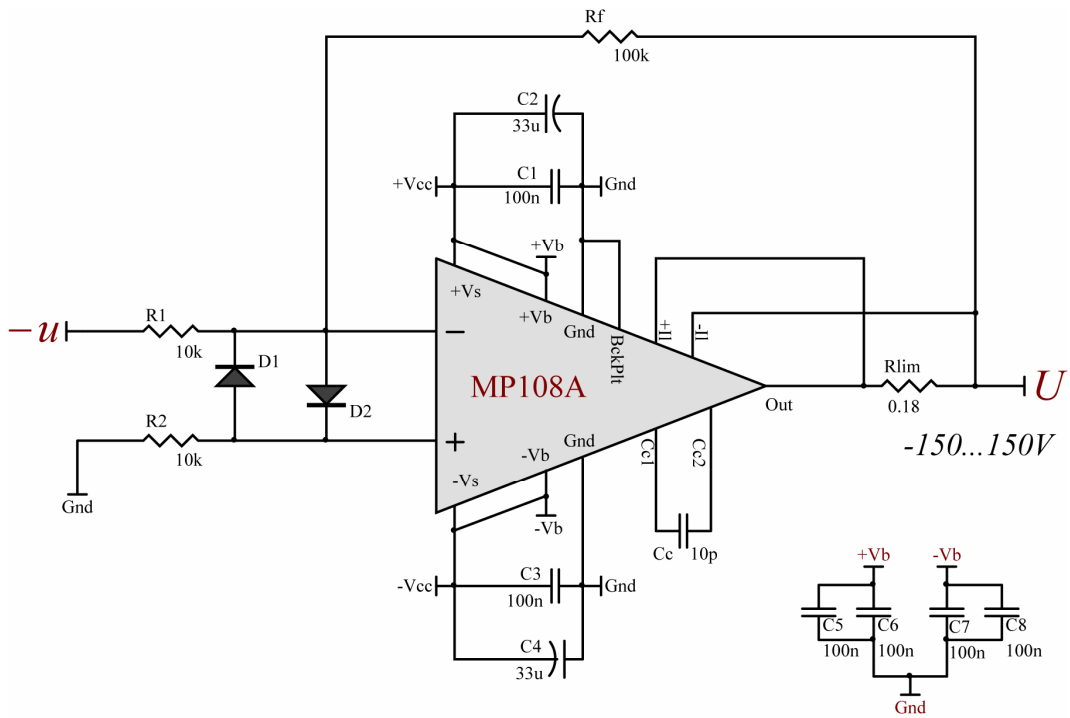 Rf
100k
C2
33u
+Vcc
C1
100n
Gnd
+Vb
+Vs
+Vb
Gnd
BckPlt
+Il
-Il
−u
R1
10k
D1
−
MP108A
D2
R2
10k
+
Gnd
-Vs
-Vb
Gnd
Cc1
Cc2
Out
Rlim
0.18
U
-150...150V
-Vb
Cc
10p
-Vcc
C3
100n
Gnd
C4
33u
+Vb
-Vb
C5
C6
C7
C8
100n
100n
100n
100n
Gnd